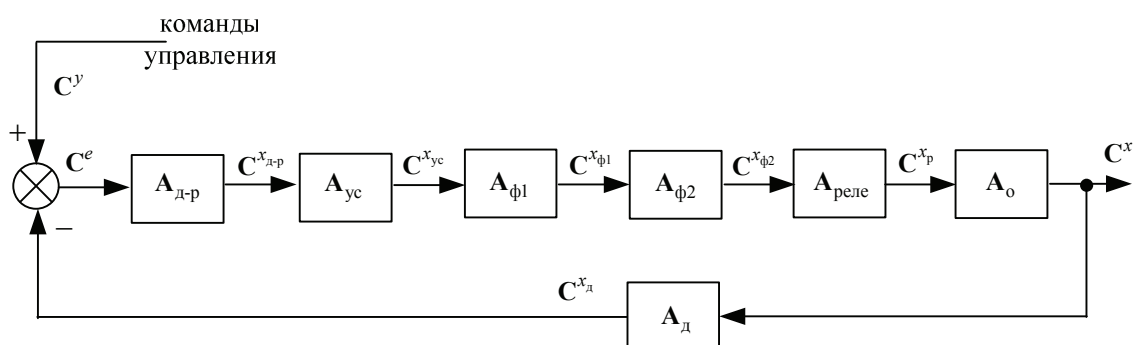 команды
управления
C^y
+
C^e
A_д-р
C^{x_д-р}
A_ус
C^{x_ус}
A_ф1
C^{x_ф1}
A_ф2
C^{x_ф2}
A_реле
C^{x_р}
A_о
C^x
−
C^{x_д}
A_д